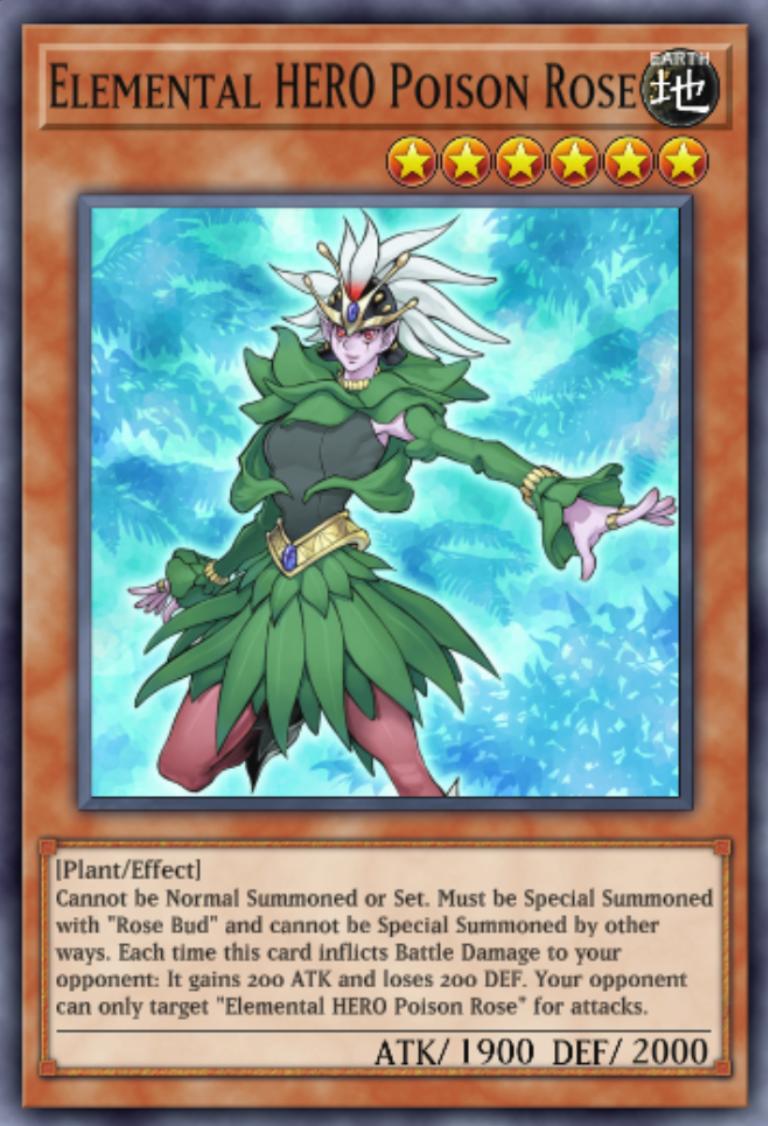 Elemental HERO Poison Rose
EARTH
地
[Plant/Effect]
Cannot be Normal Summoned or Set. Must be Special Summoned
with "Rose Bud" and cannot be Special Summoned by other
ways. Each time this card inflicts Battle Damage to your
opponent: It gains 200 ATK and loses 200 DEF. Your opponent
can only target "Elemental HERO Poison Rose" for attacks.
ATK/ 1900 DEF/ 2000